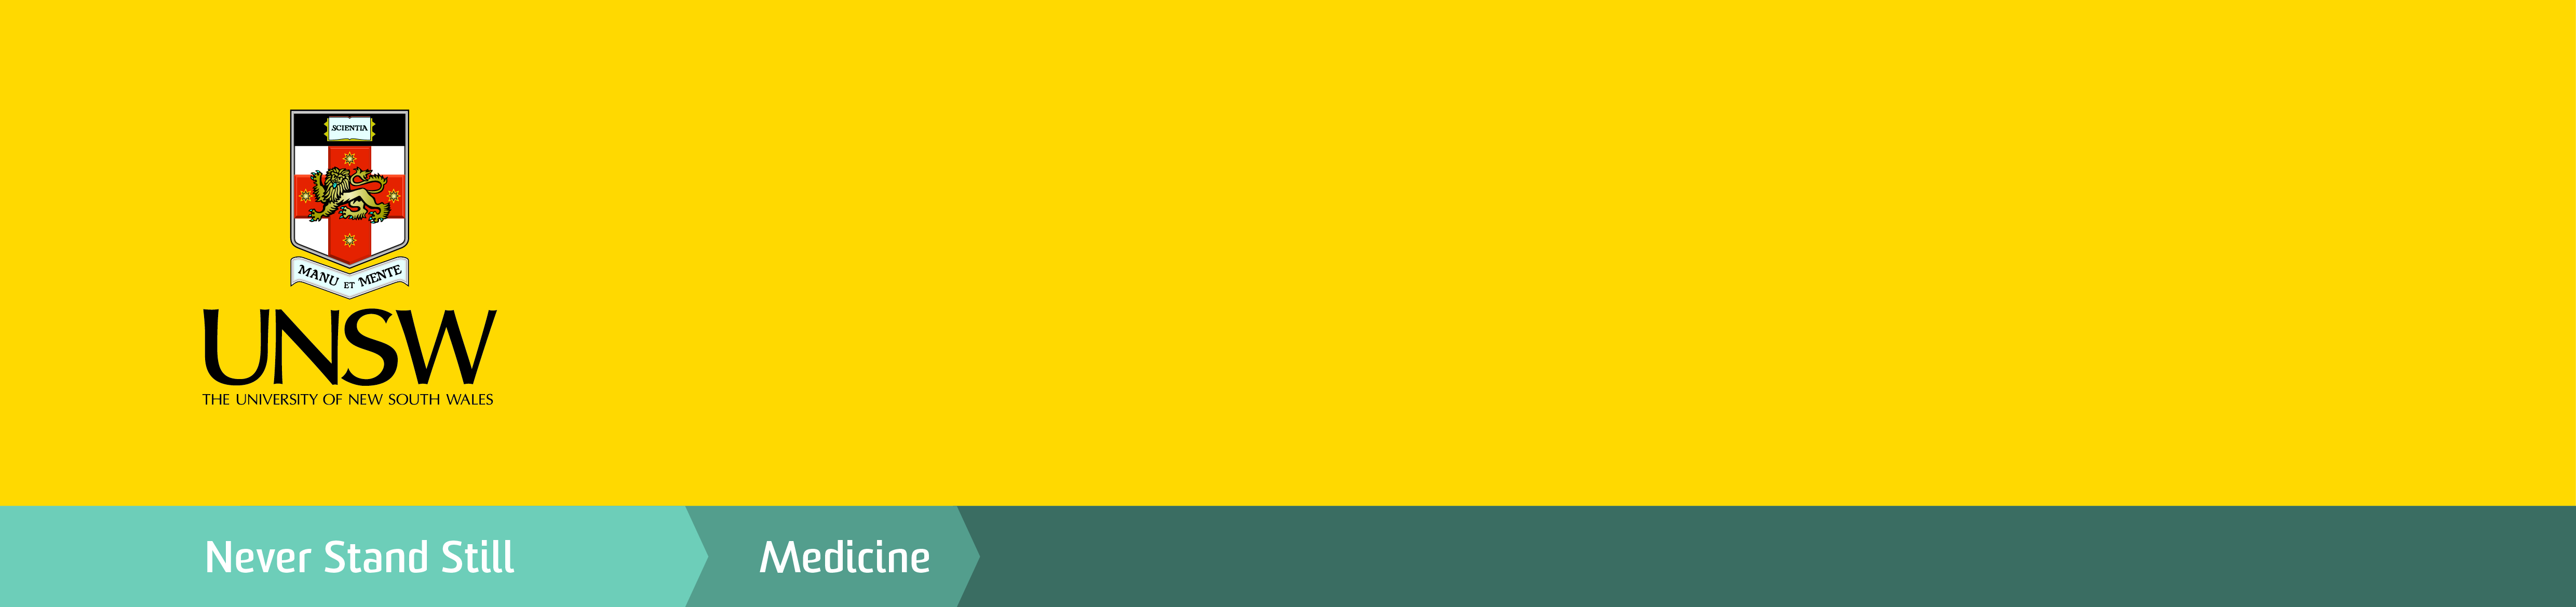 SCIENTIA
MANU ET MENTE
UNSW
THE UNIVERSITY OF NEW SOUTH WALES
Never Stand Still
Medicine